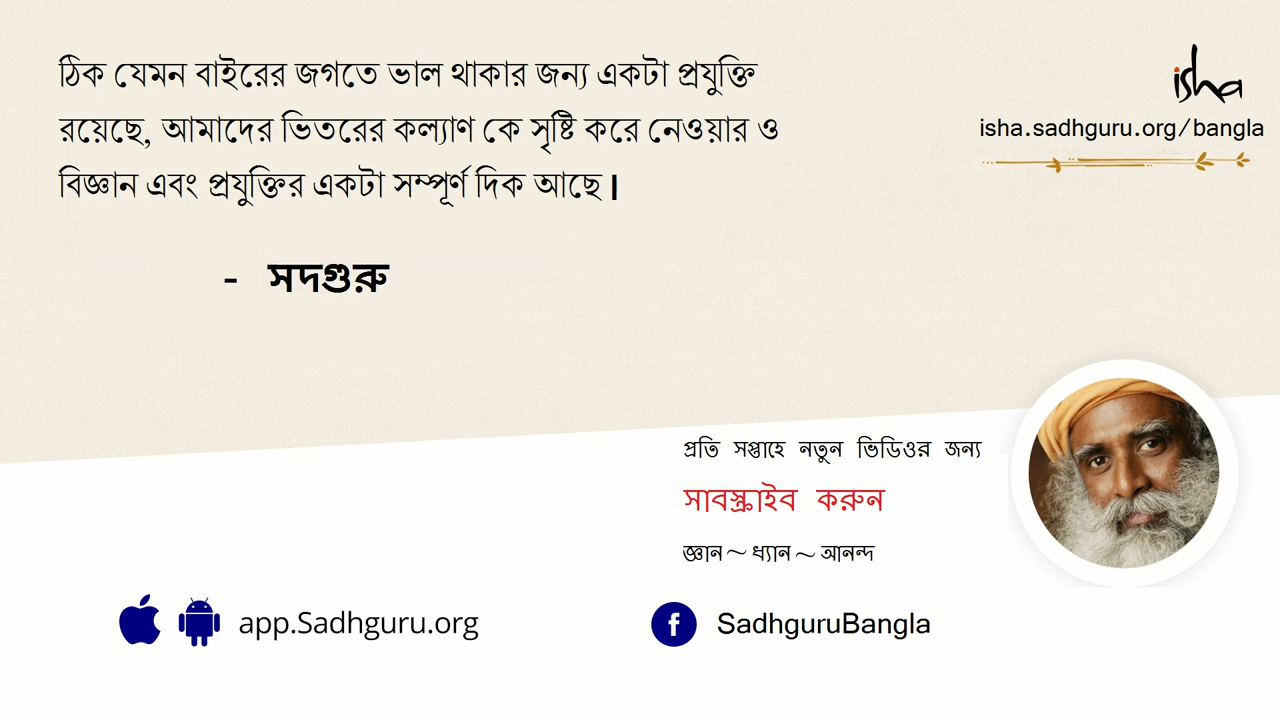 ঠিক যেমন বাইরের জগতে ভাল থাকার জন্য একটা প্রযুক্তি
রয়েছে, আমাদের ভিতরের কল্যাণ কে সৃষ্টি করে নেওয়ার ও
বিজ্ঞান এবং প্রযুক্তির একটা সম্পূর্ণ দিক আছে।
- সদগুরু
isha
isha.sadhguru.org/bangla
প্রতি সপ্তাহে নতুন ভিডিওর জন্য
সাবস্ক্রাইব করুন
জ্ঞান ~ ধ্যান ~ আনন্দ
app.Sadhguru.org
f SadhguruBangla